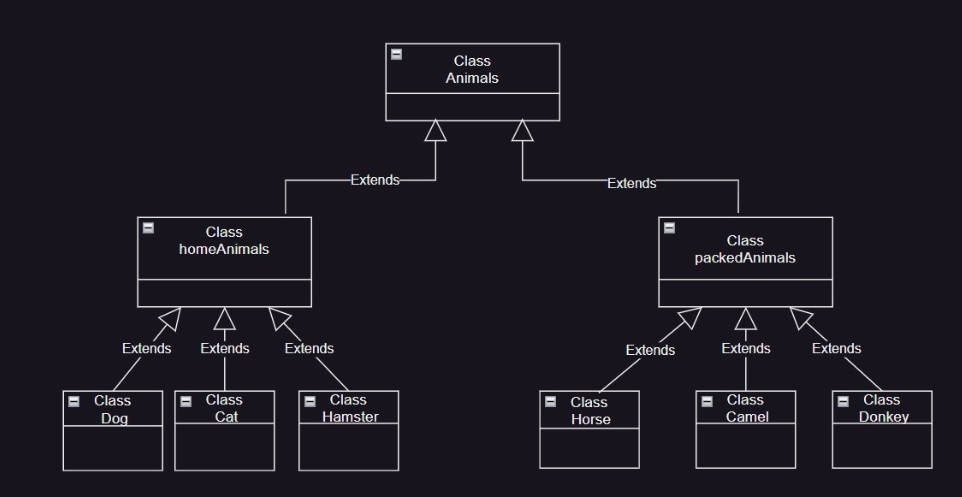 Class
Animals
Extends
Extends
Class
homeAnimals
Class
packedAnimals
Extends
Extends
Extends
Extends
Extends
Extends
Class
Dog
Class
Cat
Class
Hamster
Class
Horse
Class
Camel
Class
Donkey